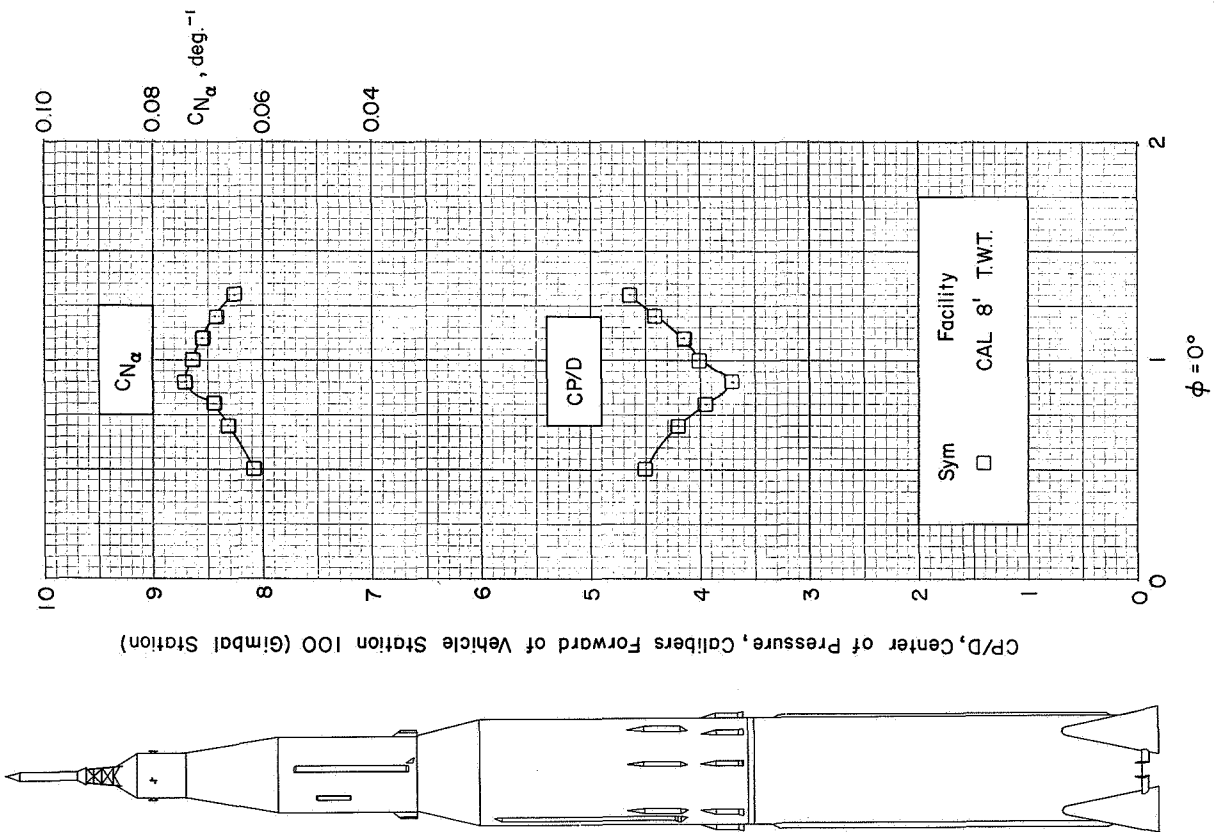 CP/D, Center of Pressure, Calibers Forward of Vehicle Station 100 (Gimbal Station)
10
9
8
7
6
5
4
3
2
1
0
0.10
0.08
0.06
0.04
C_Nα, deg.⁻¹
C_Nα
CP/D
Sym Facility
□ CAL 8' T.W.T.
0
1
2
ϕ = 0°